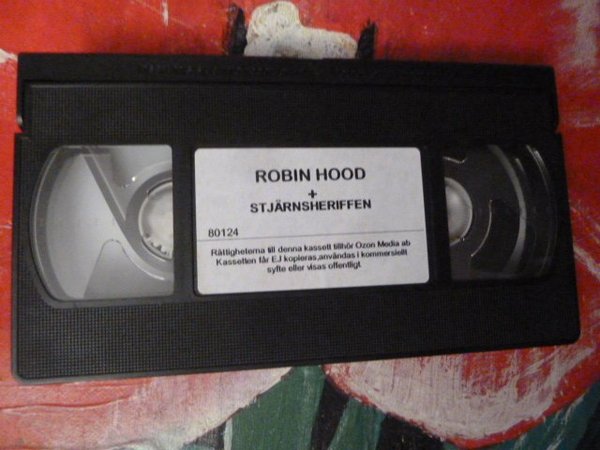 ROBIN HOOD
+
STJÄRNSHERIFFEN
80124
Rättigheterna till denna kassett tillhör Ozon Media ab
Kassetten får EJ kopieras,användas i kommersiellt
syfte eller visas offentligt.